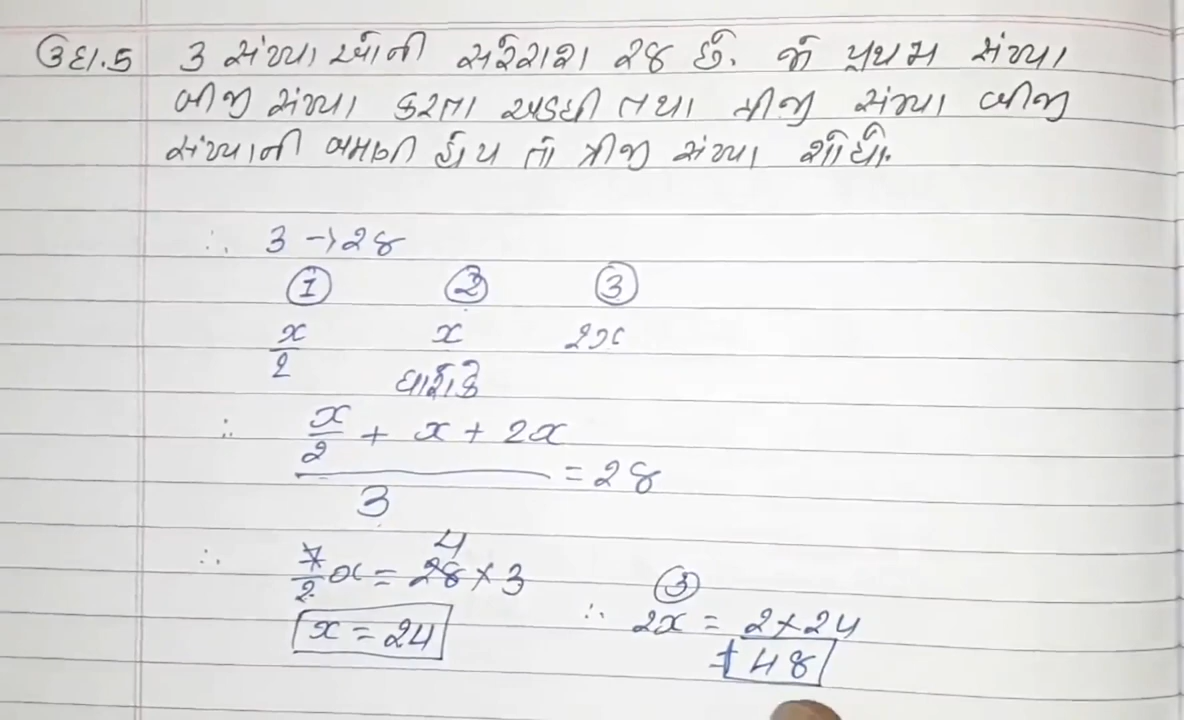 ઉદા.5 3 સંખ્યાઓની સરેરાશ 28 છે. જો પ્રથમ સંખ્યા
બીજી સંખ્યા કરતા અડધી તથા ત્રીજી સંખ્યા બીજી
સંખ્યાની બમણી હોય તો ત્રીજી સંખ્યા શોધો.
∴ 3 → 28
① ② ③
x/2 x 2x
ધારોકે
∴ (x/2 + x + 2x)/3 = 28
4
∴ 7/2 x = 28 × 3
③
x = 24 ∴ 2x = 2 × 24
48